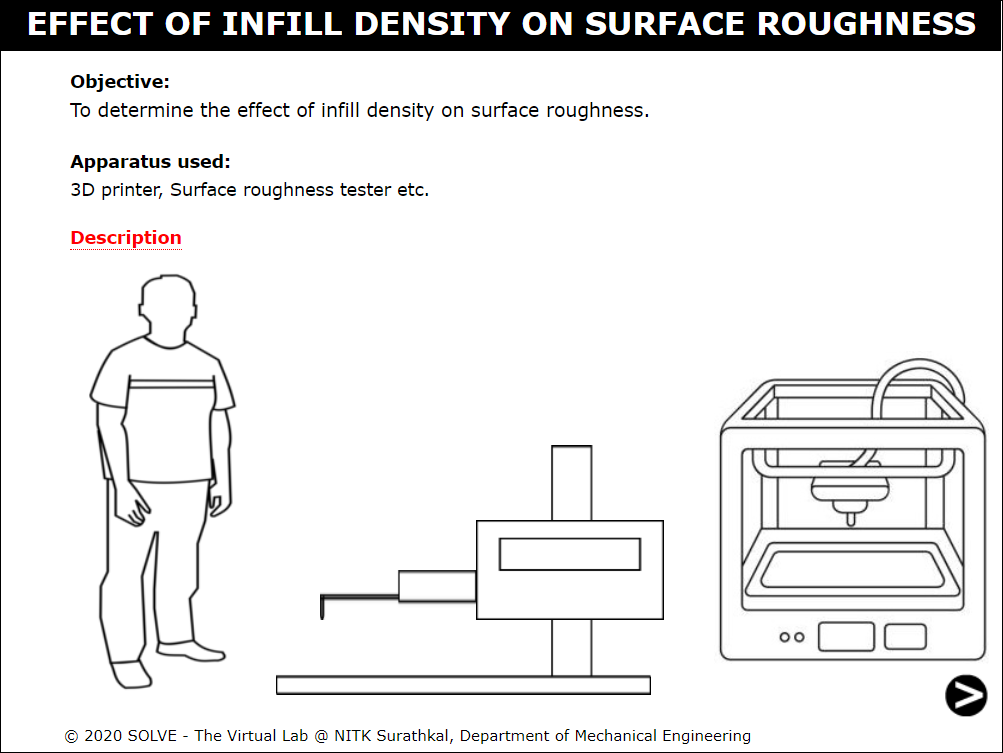 EFFECT OF INFILL DENSITY ON SURFACE ROUGHNESS
Objective:
To determine the effect of infill density on surface roughness.
Apparatus used:
3D printer, Surface roughness tester etc.
Description
© 2020 SOLVE - The Virtual Lab @ NITK Surathkal, Department of Mechanical Engineering